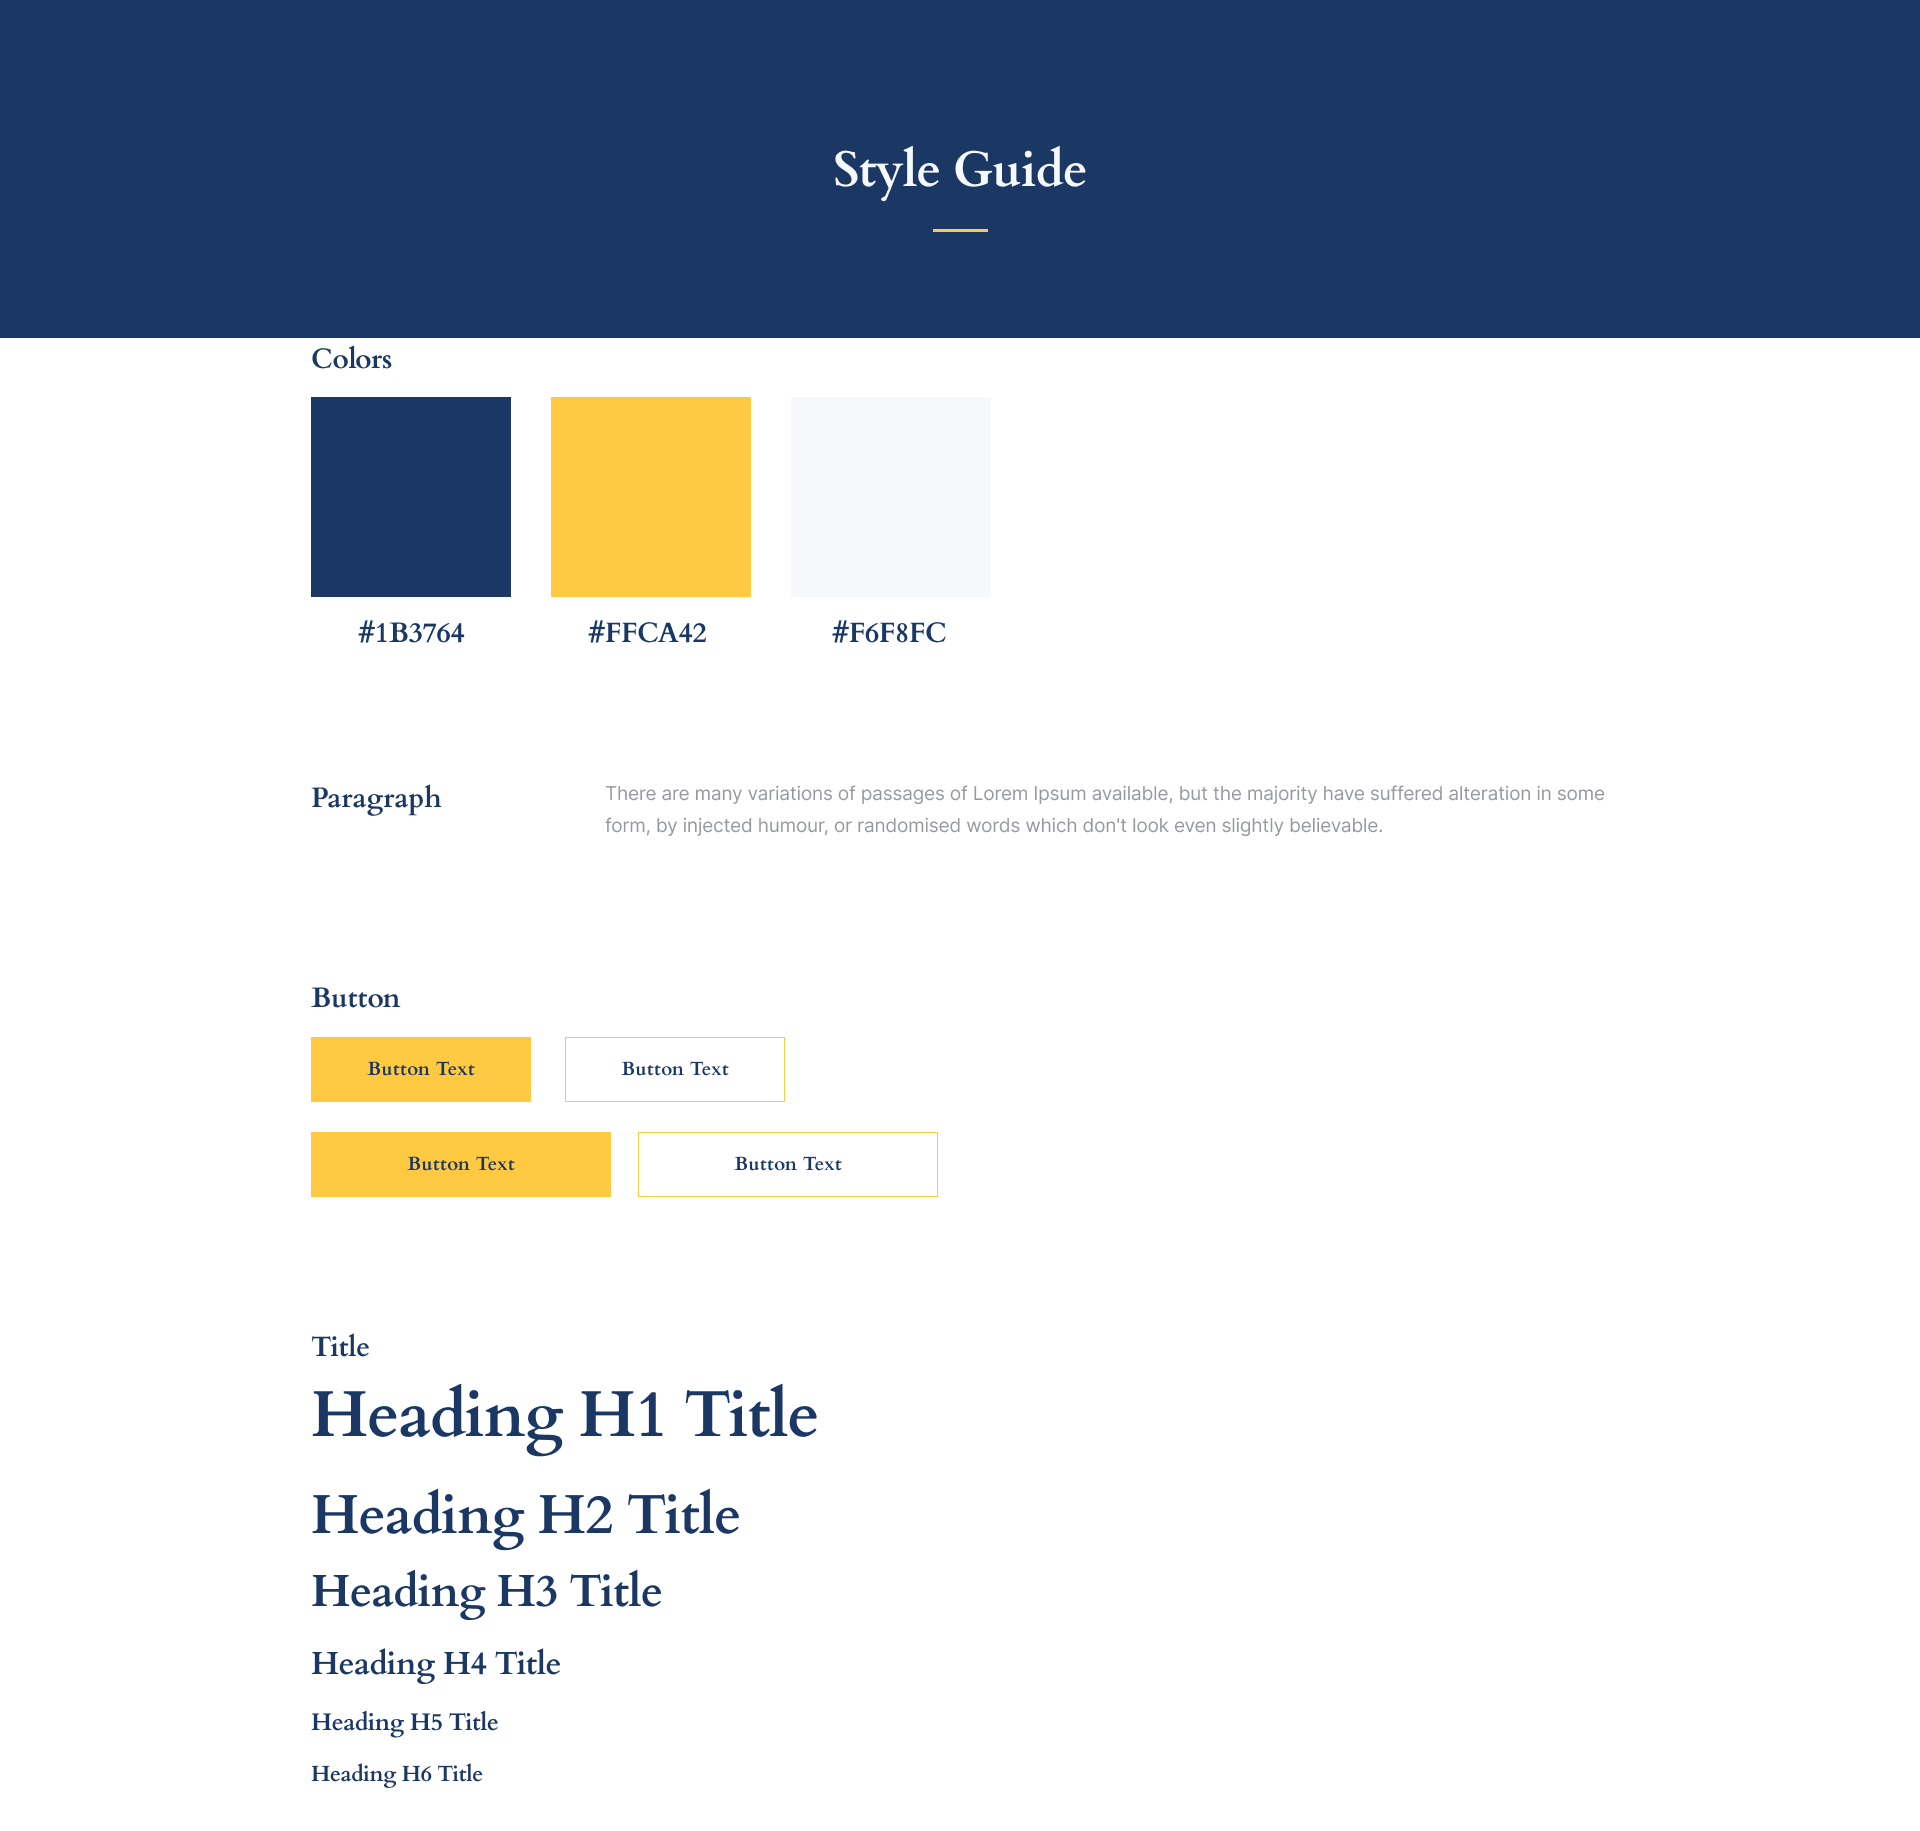 Style Guide
Colors
#1B3764
#FFCA42
#F6F8FC
Paragraph
There are many variations of passages of Lorem Ipsum available, but the majority have suffered alteration in some
form, by injected humour, or randomised words which don't look even slightly believable.
Button
Button Text
Button Text
Button Text
Button Text
Title
Heading H1 Title
Heading H2 Title
Heading H3 Title
Heading H4 Title
Heading H5 Title
Heading H6 Title